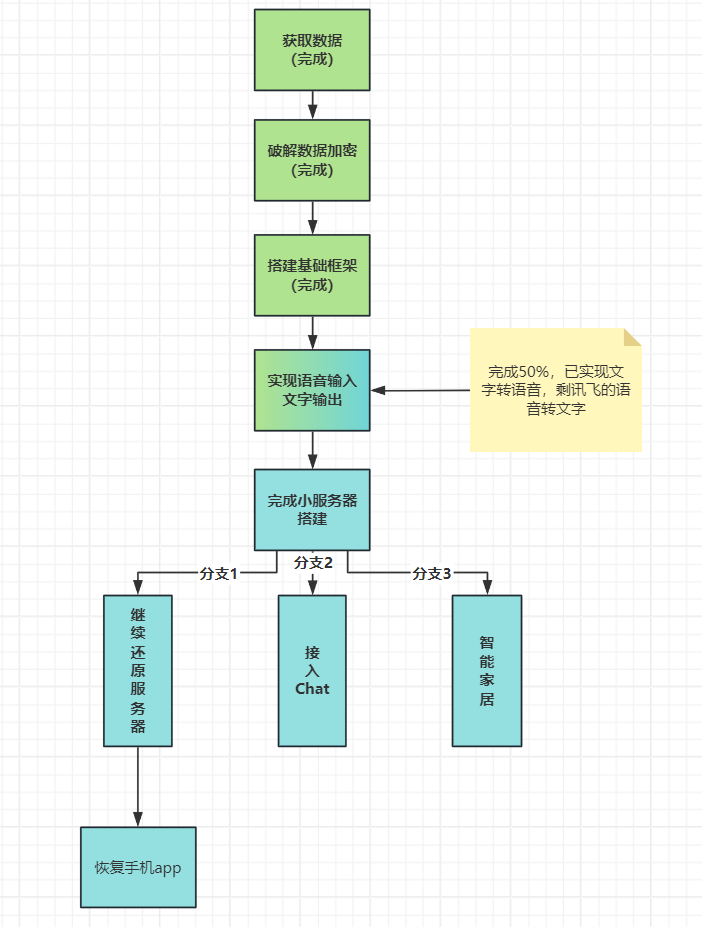 获取数据
(完成)
破解数据加密
(完成)
搭建基础框架
(完成)
实现语音输入
文字输出
完成50%，已实现文
字转语音，剩讯飞的语
音转文字
完成小服务器
搭建
分支1
分支2
分支3
继
续
还
原
服
务
器
接
入
Chat
智
能
家
居
恢复手机app